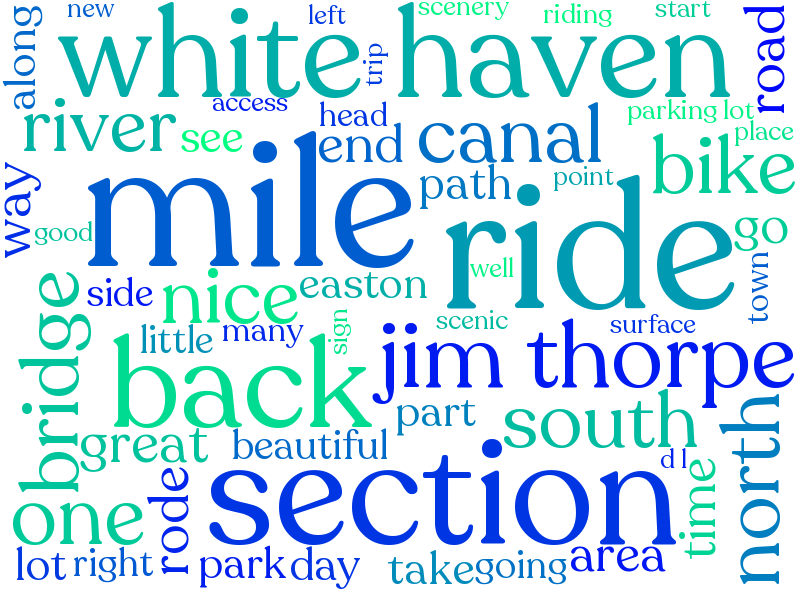 new
left
scenery
riding
start
along
white haven
trip
road
access
head
parking lot
river
see
end
canal
place
bike
way
mile
path
point
ride
good
go
well
town
side
nice
easton
bridge
little
many
sign
scenic
surface
back
jim thorpe
part
south
north
great
beautiful
d l
section
time
one
rode
lot
right
park
day
take
going
area